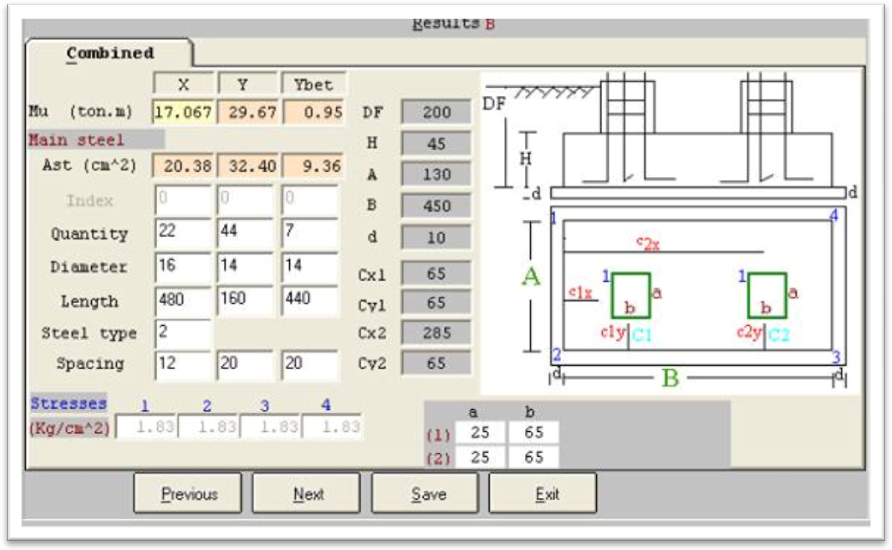 Results B
Combined
X Y Ybet
Mu (ton.m) 17.067 29.67 0.95 DF 200
Main steel H 45
Ast (cm^2) 20.38 32.40 9.36 A 130
Index 0 0 0 B 450
Quantity 22 44 7 d 10
Diameter 16 14 14 Cx1 65
Length 480 160 440 Cy1 65
Steel type 2 Cx2 285
Spacing 12 20 20 Cy2 65
Stresses 1 2 3 4
(Kg/cm^2) 1.83 1.83 1.83 1.83
a b
(1) 25 65
(2) 25 65
DF
H
d d
1 4
c2x
A c1x 1 a 1 a
b b
c1y C1 c2y C2
2 3
d B d
Previous Next Save Exit